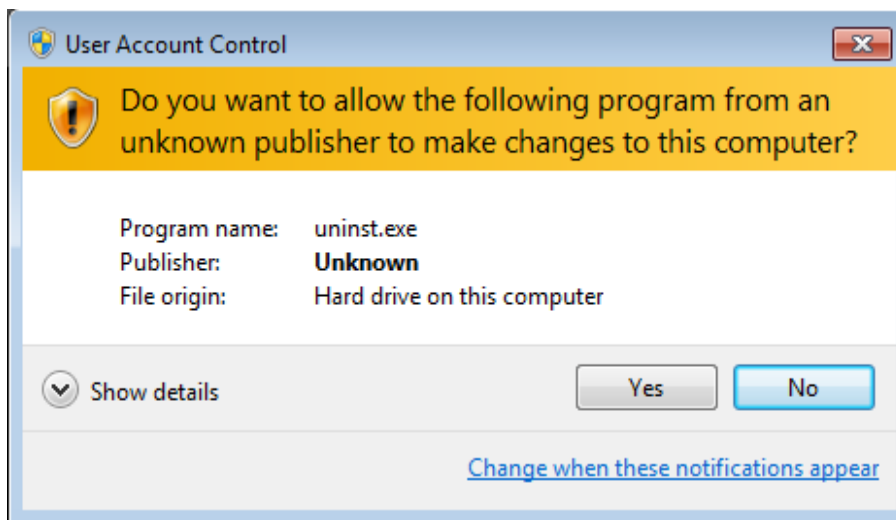 User Account Control
Do you want to allow the following program from an
unknown publisher to make changes to this computer?
Program name: uninst.exe
Publisher: Unknown
File origin: Hard drive on this computer
Show details Yes No
Change when these notifications appear